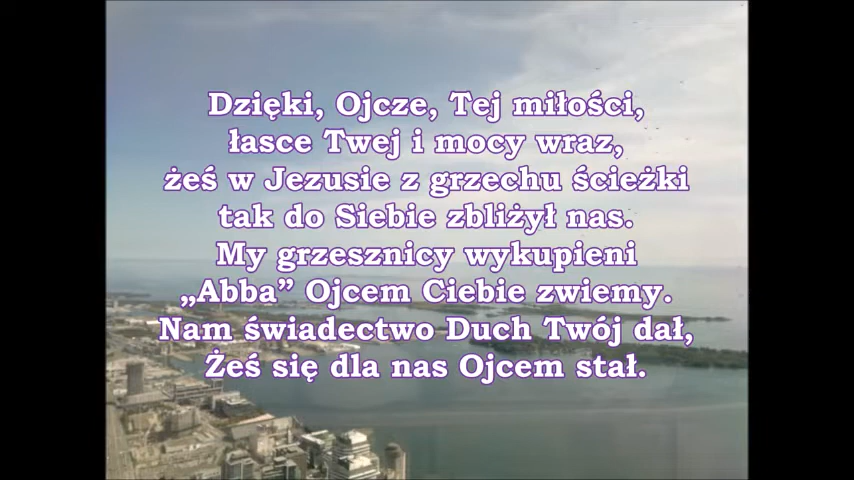 Dzięki, Ojcze, Tej miłości,
łasce Twej i mocy wraz,
żeś w Jezusie z grzechu ścieżki
tak do Siebie zbliżył nas.
My grzesznicy wykupieni
„Abba” Ojcem Ciebie zwiemy.
Nam świadectwo Duch Twój dał,
Żeś się dla nas Ojcem stał.